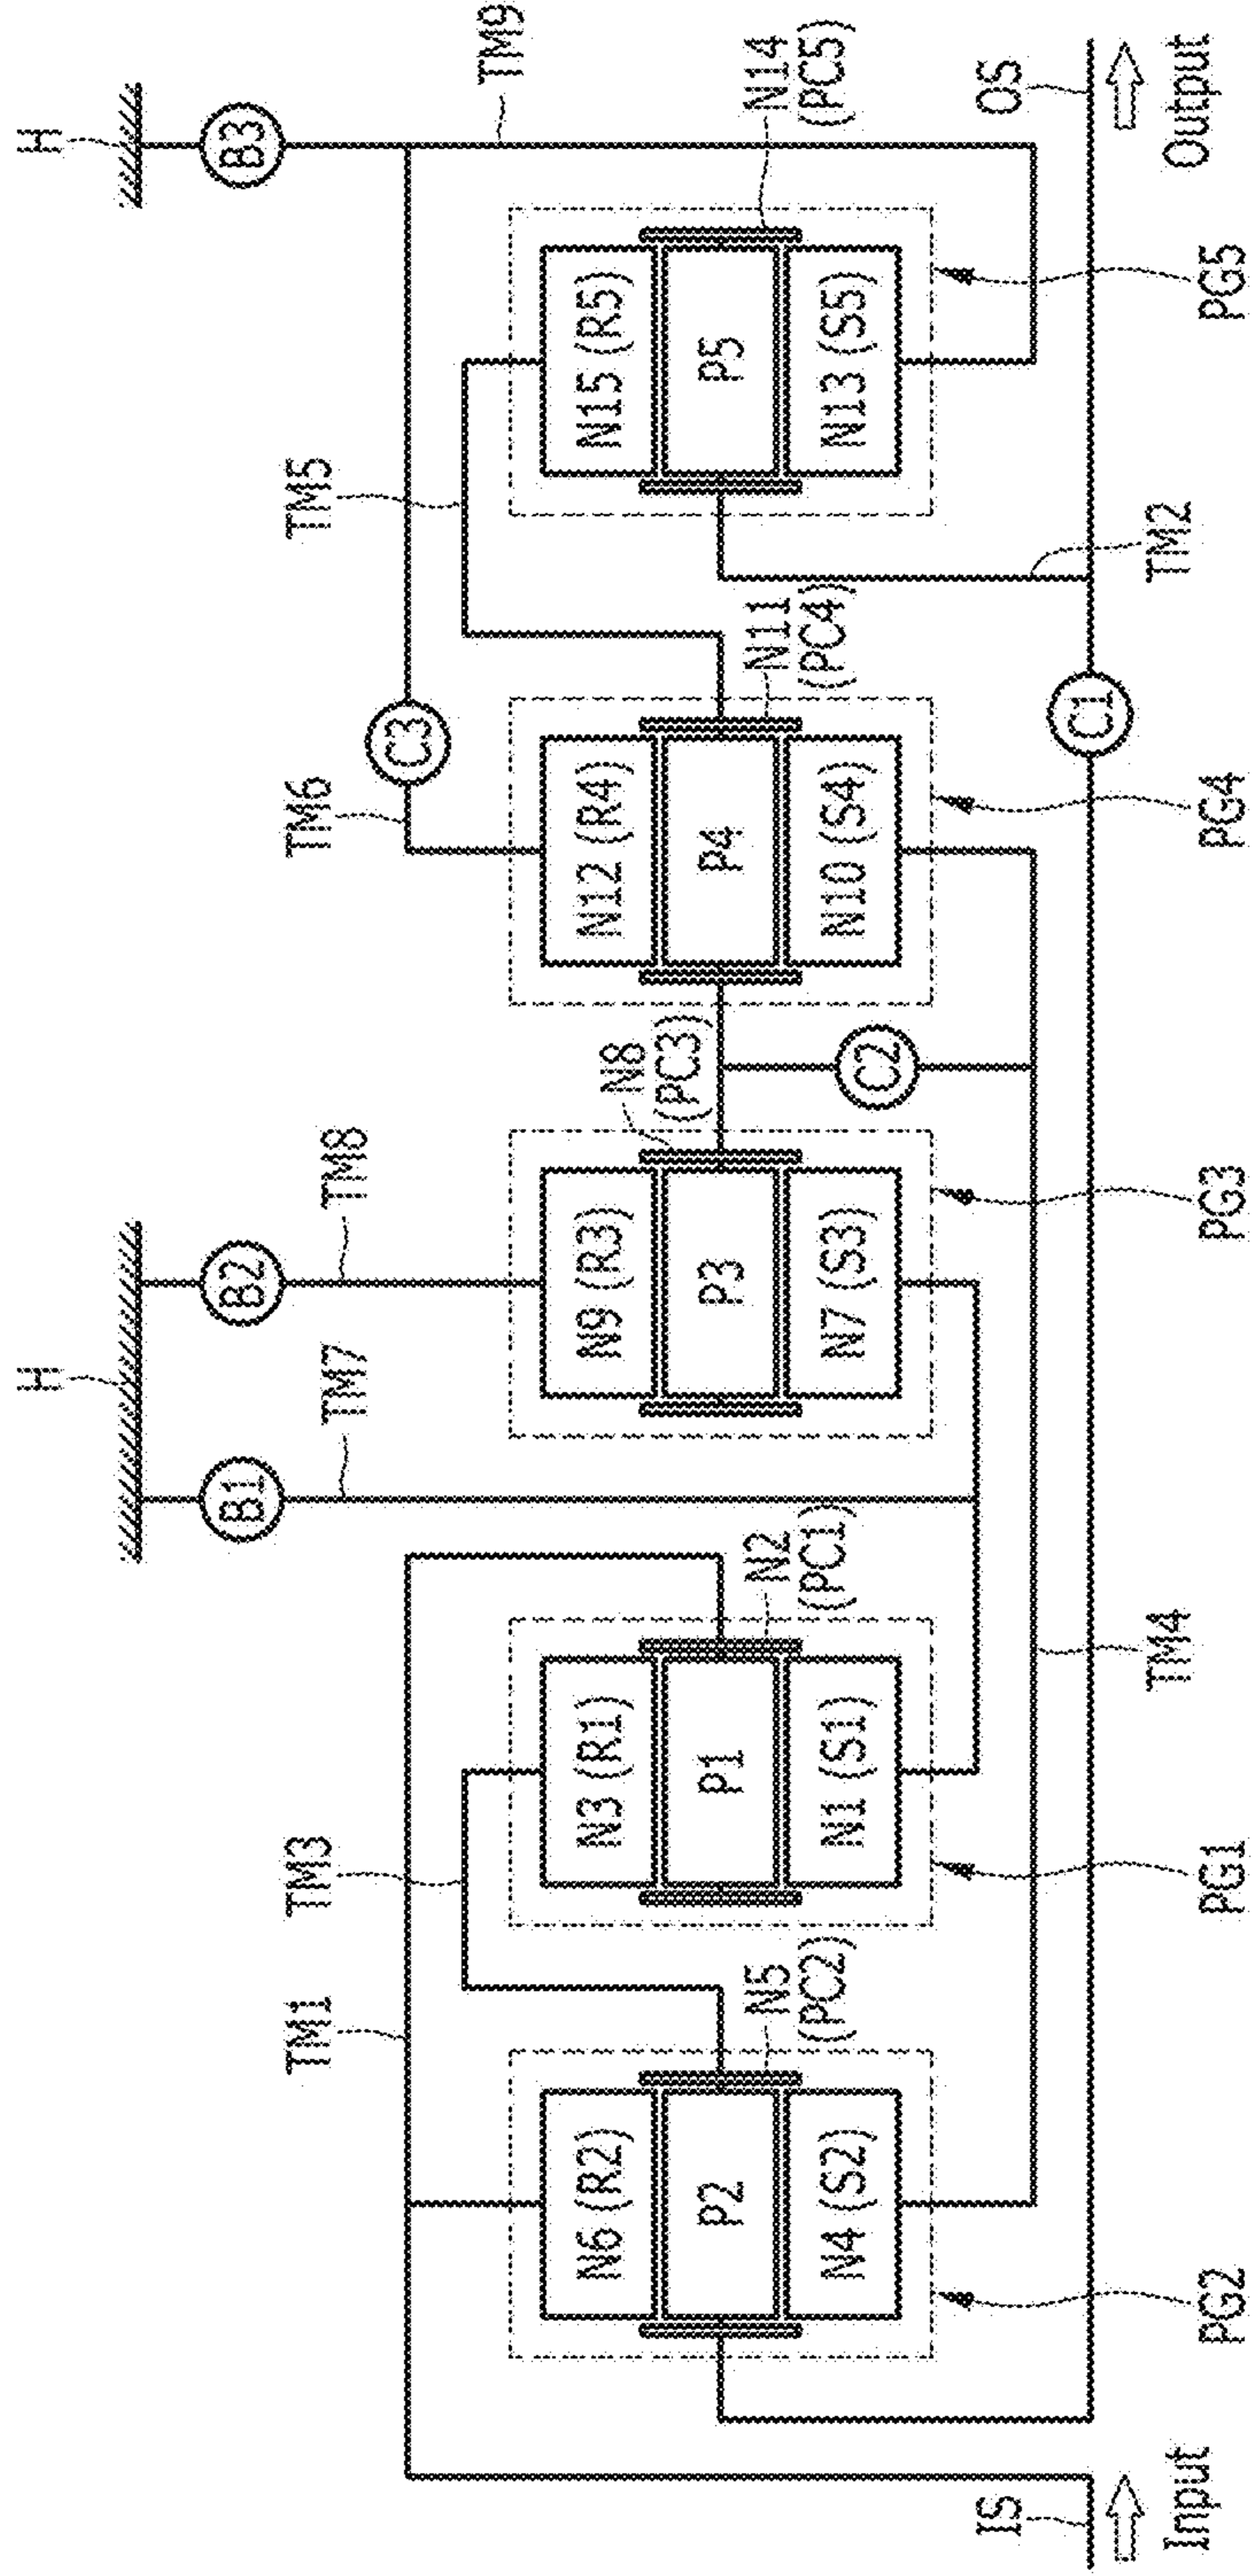 H
H
TM9
B1
B2
B3
TM7
TM8
TM1
TM3
TM6
TM5
C3
N6 (R2)
N3 (R1)
N9 (R3)
N12 (R4)
N15 (R5)
P2
P1
P3
P4
P5
N8
(PC3)
N5
(PC2)
N2
(PC1)
N11
(PC4)
N14
(PC5)
N4 (S2)
N1 (S1)
N7 (S3)
N10 (S4)
N13 (S5)
C2
IS
OS
C1
Input
TM4
TM2
Output
PG2
PG1
PG3
PG4
PG5